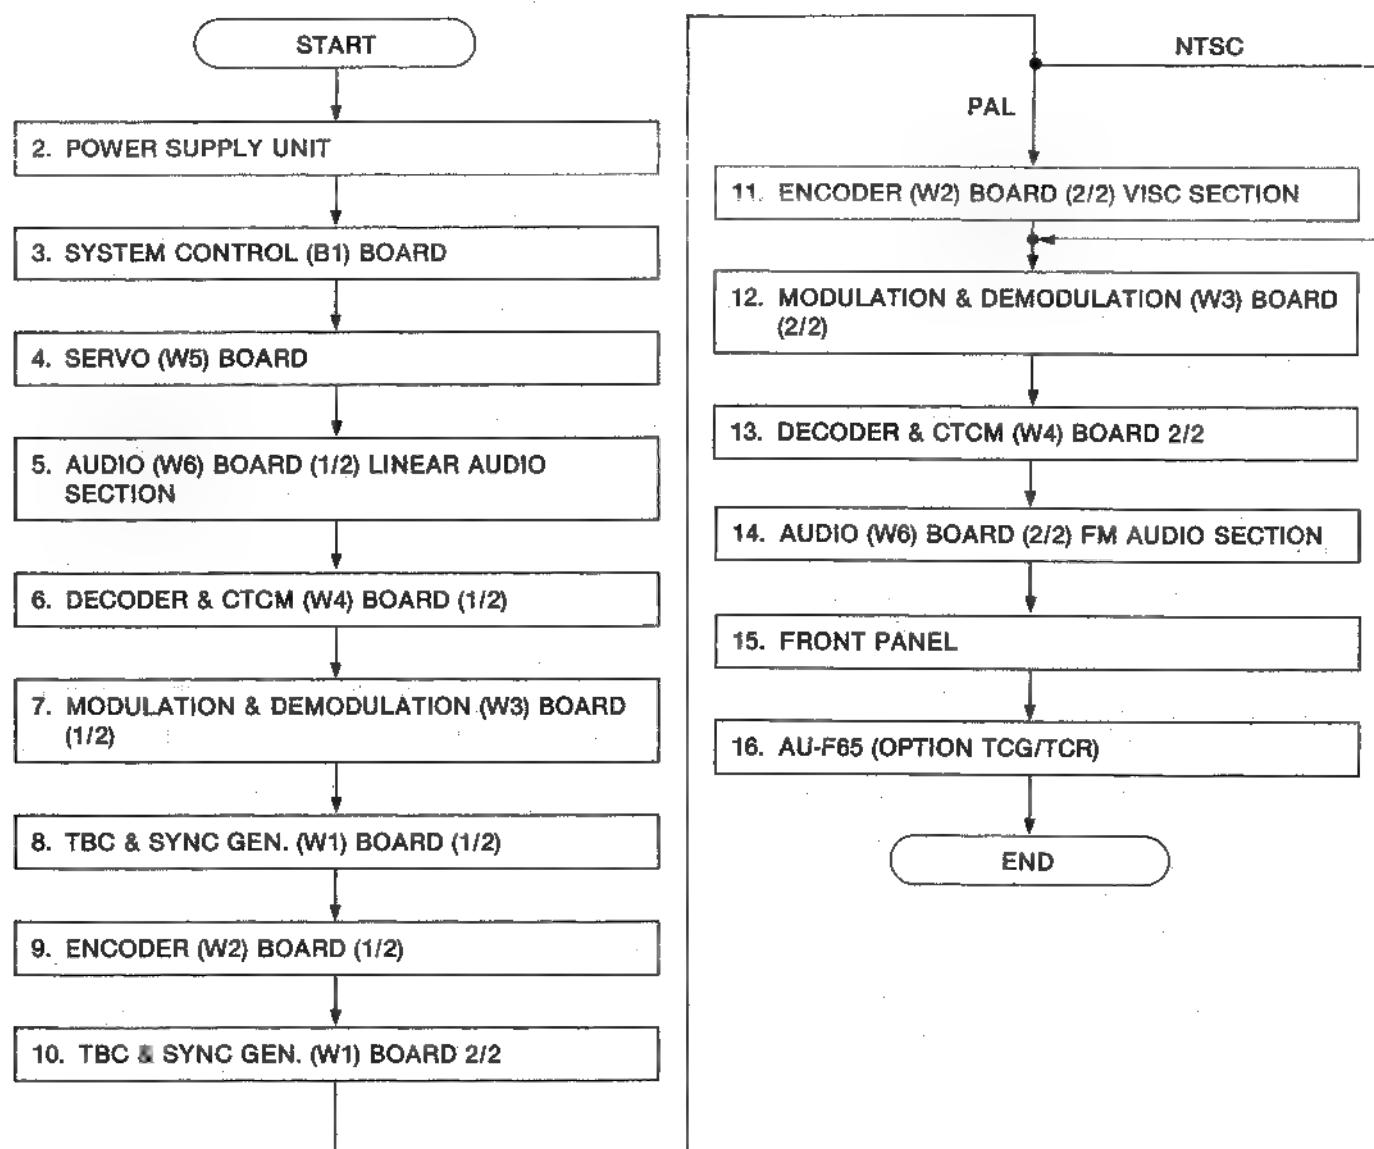 START
2. POWER SUPPLY UNIT
3. SYSTEM CONTROL (B1) BOARD
4. SERVO (W5) BOARD
5. AUDIO (W6) BOARD (1/2) LINEAR AUDIO
SECTION
6. DECODER & CTCM (W4) BOARD (1/2)
7. MODULATION & DEMODULATION (W3) BOARD
(1/2)
8. TBC & SYNC GEN. (W1) BOARD (1/2)
9. ENCODER (W2) BOARD (1/2)
10. TBC & SYNC GEN. (W1) BOARD 2/2
NTSC
PAL
11. ENCODER (W2) BOARD (2/2) VISC SECTION
12. MODULATION & DEMODULATION (W3) BOARD
(2/2)
13. DECODER & CTCM (W4) BOARD 2/2
14. AUDIO (W6) BOARD (2/2) FM AUDIO SECTION
15. FRONT PANEL
16. AU-F65 (OPTION TCG/TCR)
END